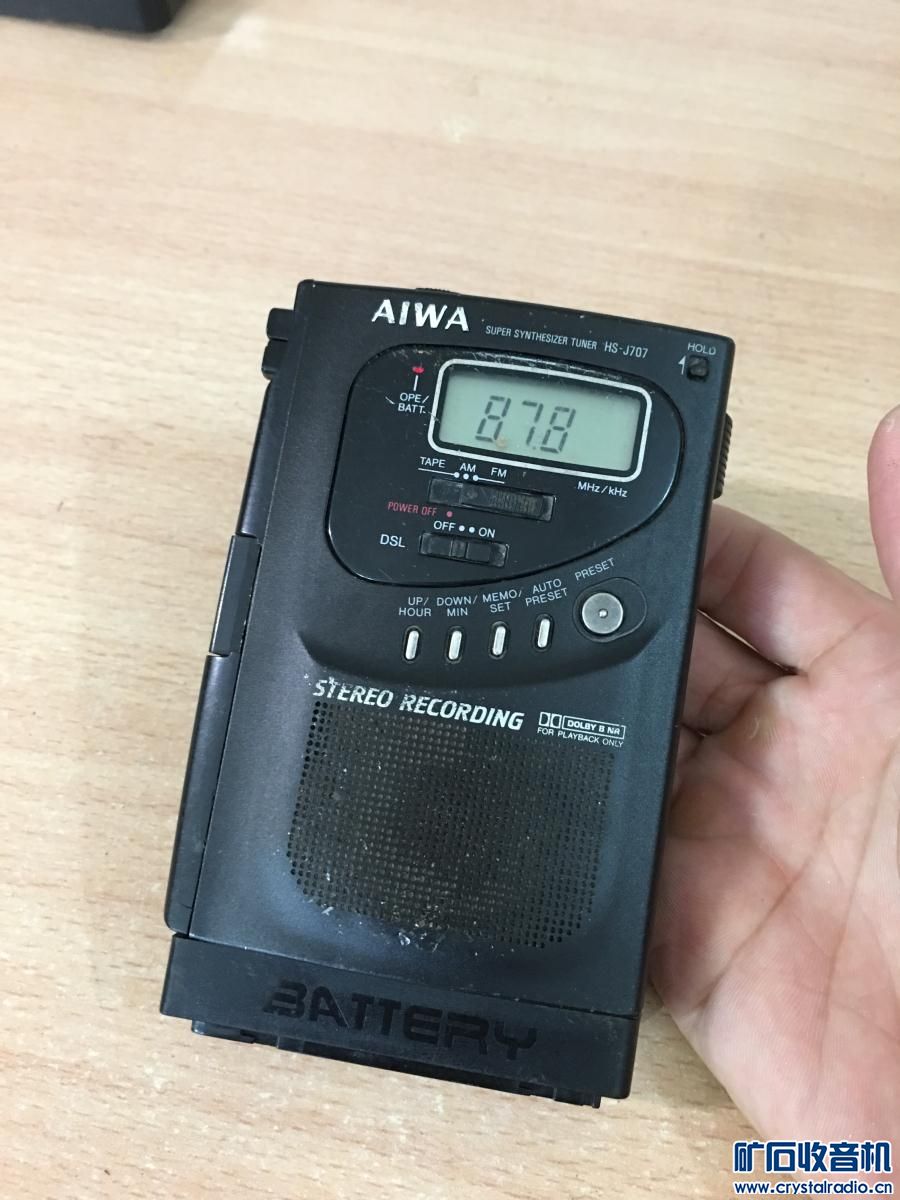 AIWA
SUPER SYNTHESIZER TUNER HS-J707
HOLD
OPE/
BATT
87.8
MHz/kHz
TAPE AM FM
POWER OFF
OFF ON
DSL
UP/
HOUR
DOWN/
MIN
MEMO/
SET
AUTO
PRESET
PRESET
STEREO RECORDING
DOLBY B NR
FOR PLAYBACK ONLY
BATTERY
矿石收音机
www.crystalradio.cn